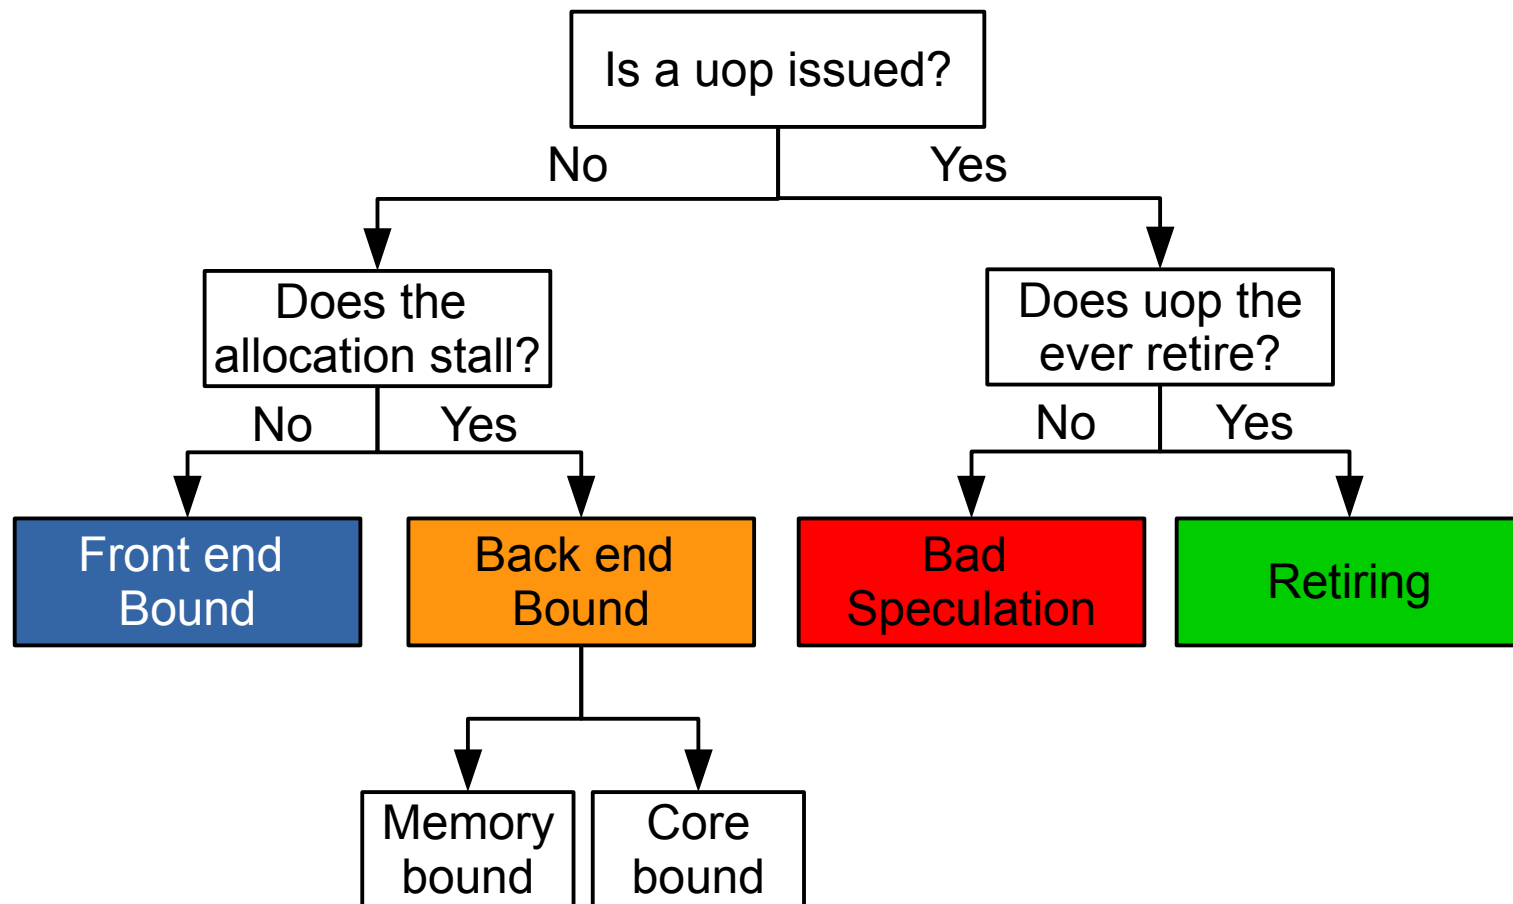 Is a uop issued?
No
Yes
Does the
allocation stall?
Does uop the
ever retire?
No
Yes
No
Yes
Front end
Bound
Back end
Bound
Bad
Speculation
Retiring
Memory
bound
Core
bound